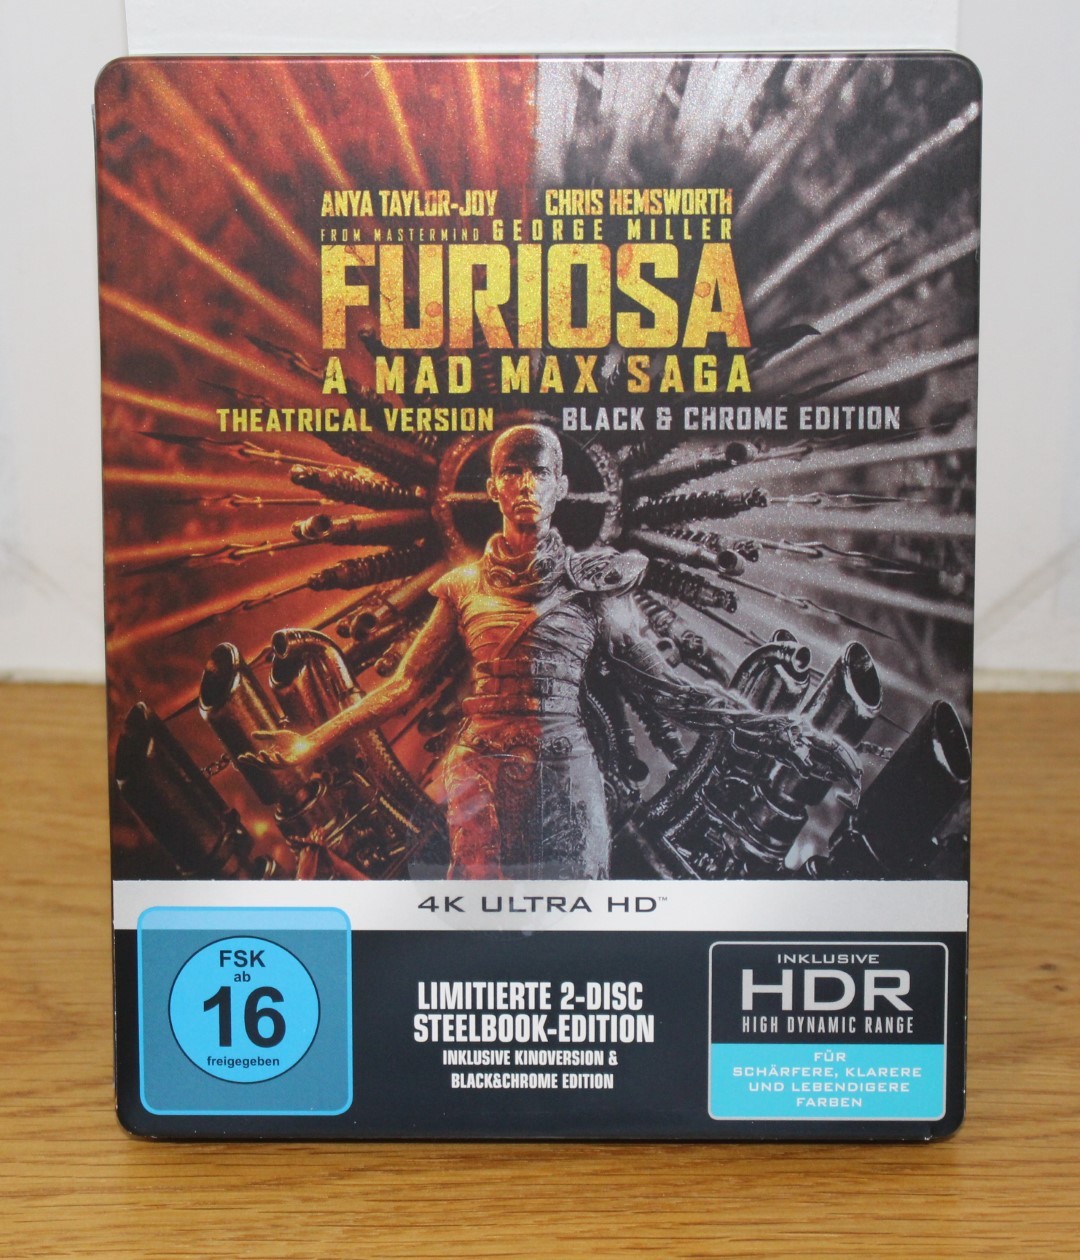 ANYA TAYLOR-JOY CHRIS HEMSWORTH
FROM MASTERMIND GEORGE MILLER
FURIOSA
A MAD MAX SAGA
THEATRICAL VERSION BLACK & CHROME EDITION
4K ULTRA HD™
FSK
ab
16
freigegeben
LIMITIERTE 2-DISC
STEELBOOK-EDITION
INKLUSIVE KINOVERSION &
BLACK&CHROME EDITION
INKLUSIVE
HDR
HIGH DYNAMIC RANGE
FÜR
SCHÄRFERE, KLARERE
UND LEBENDIGERE
FARBEN